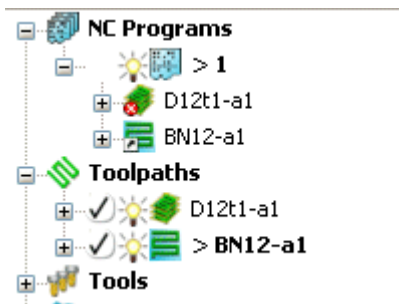 NC Programs
> 1
D12t1-a1
BN12-a1
Toolpaths
D12t1-a1
> BN12-a1
Tools